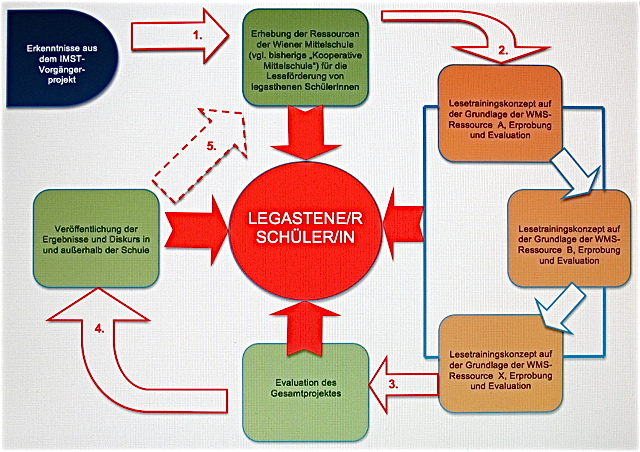 Erkenntnisse aus
dem IMST-
Vorgänger-
projekt
1.
Erhebung der Ressourcen
der Wiener Mittelschule
(vgl. bisherige „Kooperative
Mittelschule“) für die
Leseförderung von
legasthenen SchülerInnen
2.
Lesetrainingskonzept auf
der Grundlage der WMS-
Ressource A, Erprobung
und Evaluation
Lesetrainingskonzept auf
der Grundlage der WMS-
Ressource B, Erprobung
und Evaluation
Lesetrainingskonzept auf
der Grundlage der WMS-
Ressource X, Erprobung
und Evaluation
3.
Evaluation des
Gesamtprojektes
4.
Veröffentlichung der
Ergebnisse und Diskurs in
und außerhalb der Schule
5.
LEGASTENE/R
SCHÜLER/IN